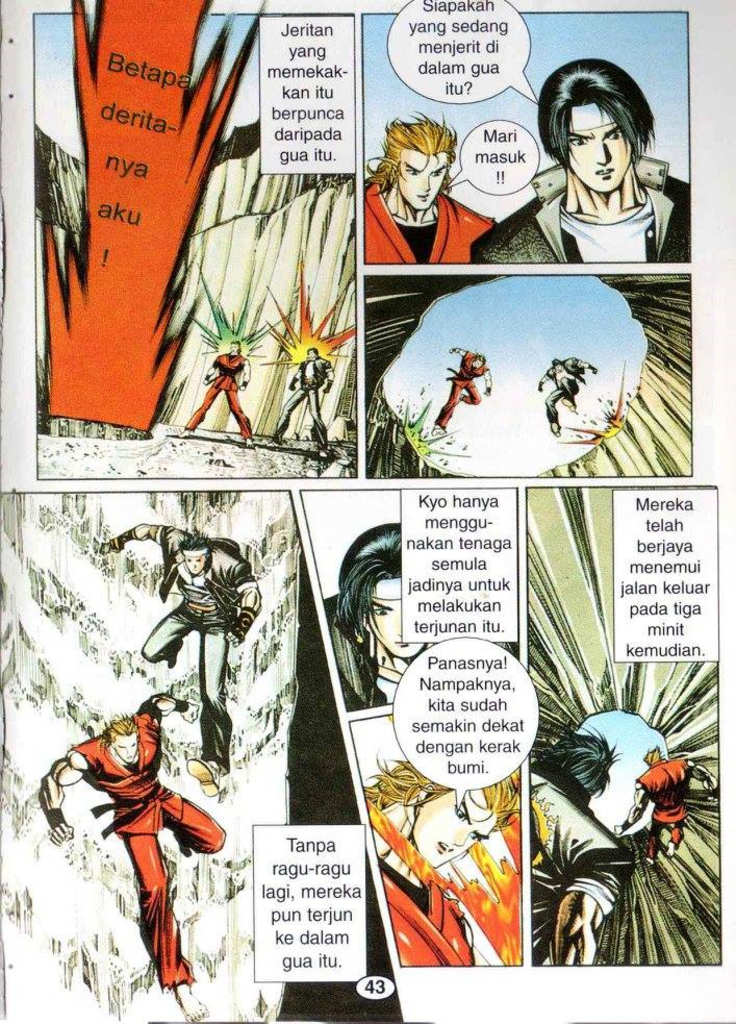 Betapa
derita-
nya
aku
!
Jeritan
yang
memekak-
kan itu
berpunca
daripada
gua itu.
Siapakah
yang sedang
menjerit di
dalam gua
itu?
Mari
masuk
!!
Tanpa
ragu-ragu
lagi, mereka
pun terjun
ke dalam
gua itu.
Kyo hanya
menggu-
nakan tenaga
semula
jadinya untuk
melakukan
terjunan itu.
Panasnya!
Nampaknya,
kita sudah
semakin dekat
dengan kerak
bumi.
Mereka
telah
berjaya
menemui
jalan keluar
pada tiga
minit
kemudian.
43